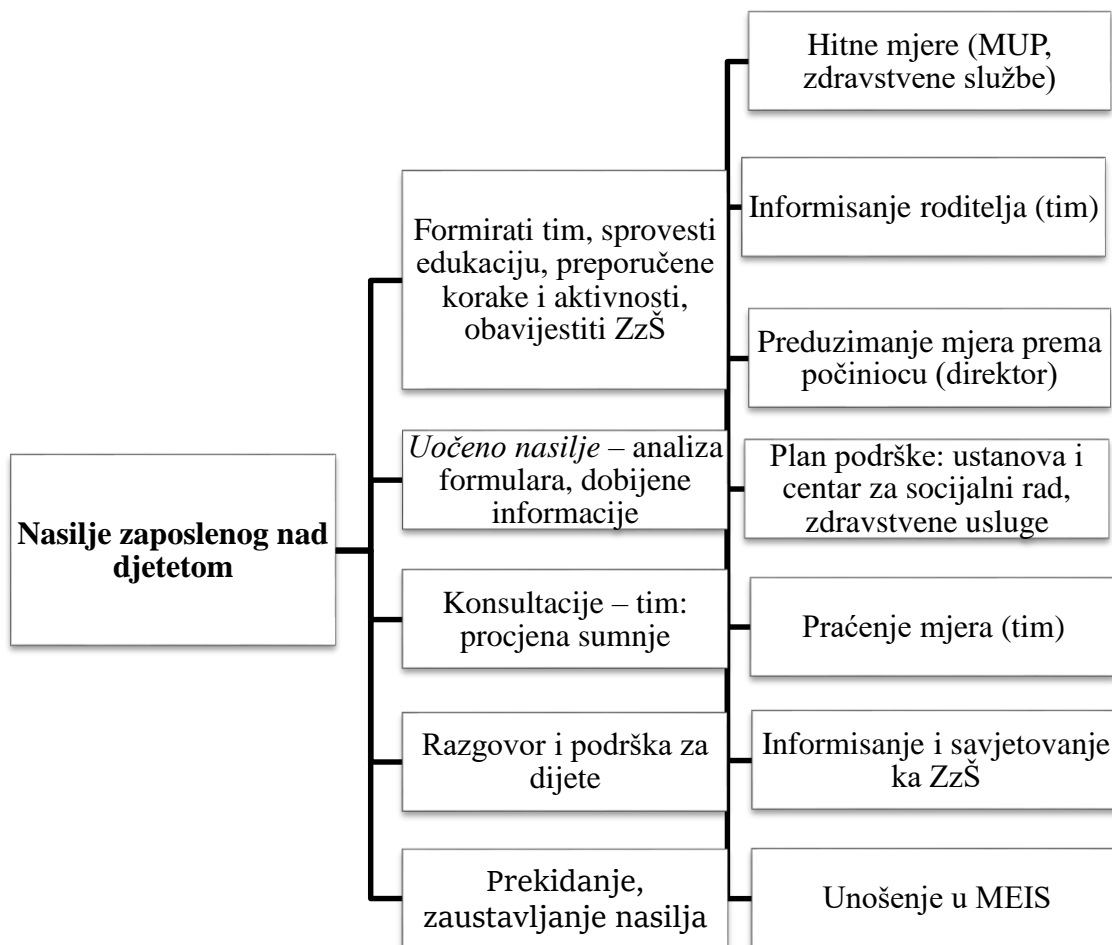 Nasilje zaposlenog nad
djetetom
Formirati tim, sprovesti
edukaciju, preporučene
korake i aktivnosti,
obavijestiti ZzŠ
Uočeno nasilje – analiza
formulara, dobijene
informacije
Konsultacije – tim:
procjena sumnje
Razgovor i podrška za
dijete
Prekidanje,
zaustavljanje nasilja
Hitne mjere (MUP,
zdravstvene službe)
Informisanje roditelja (tim)
Preduzimanje mjera prema
počiniocu (direktor)
Plan podrške: ustanova i
centar za socijalni rad,
zdravstvene usluge
Praćenje mjera (tim)
Informisanje i savjetovanje
ka ZzŠ
Unošenje u MEIS